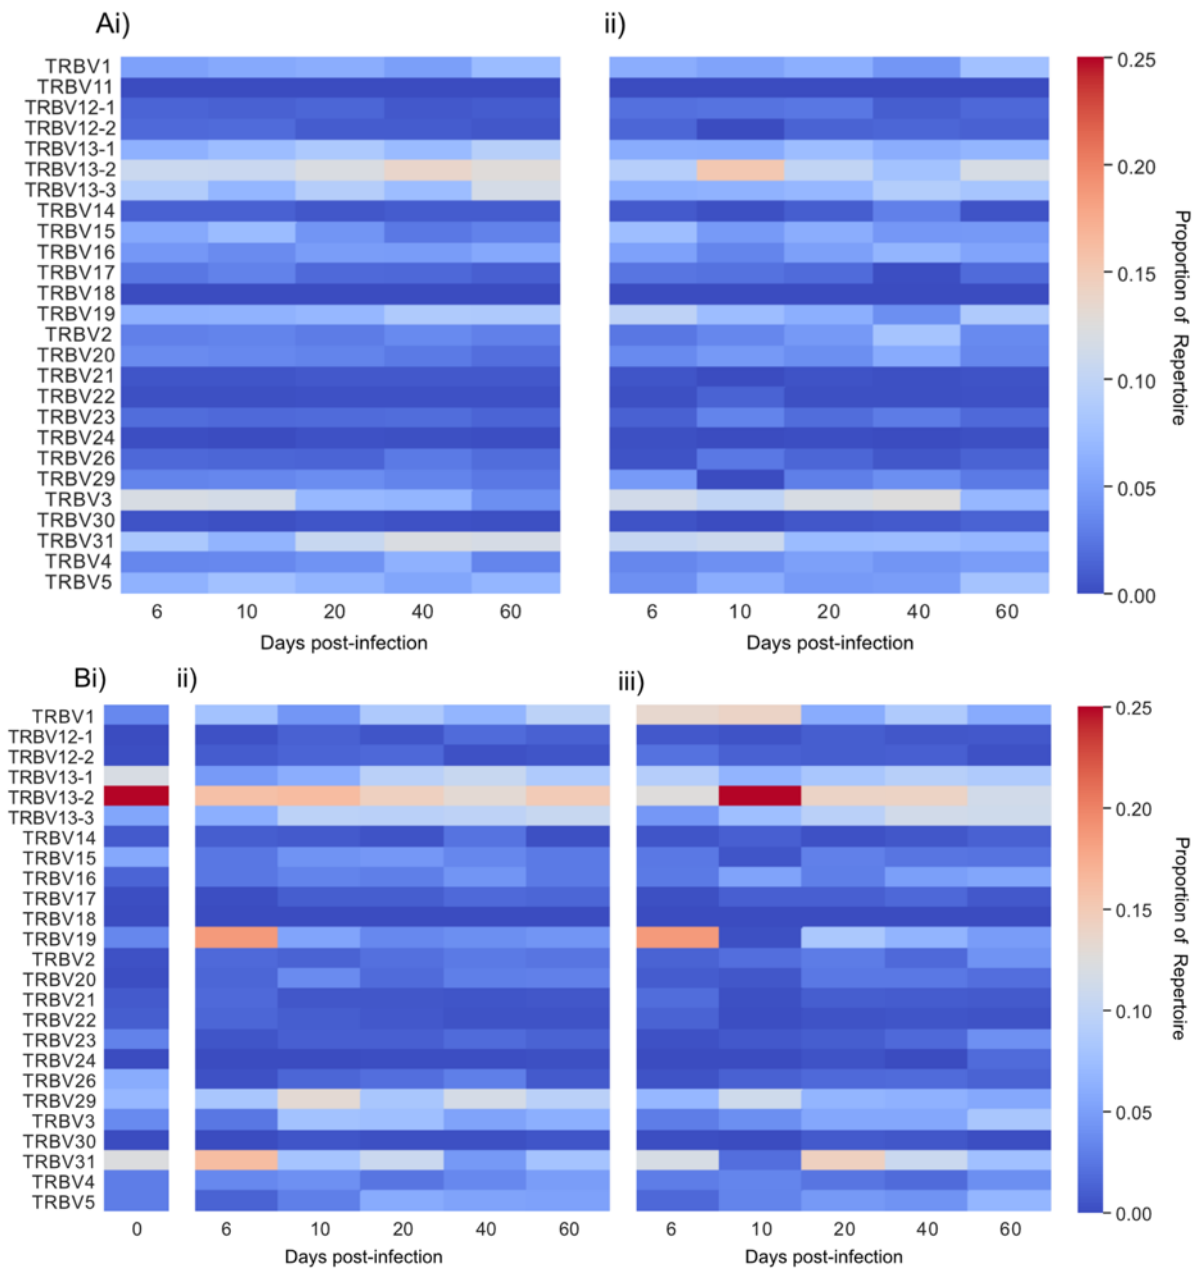 Ai) ii)
TRBV1
TRBV11
TRBV12-1
TRBV12-2
TRBV13-1
TRBV13-2
TRBV13-3
TRBV14
TRBV15
TRBV16
TRBV17
TRBV18
TRBV19
TRBV2
TRBV20
TRBV21
TRBV22
TRBV23
TRBV24
TRBV26
TRBV29
TRBV3
TRBV30
TRBV31
TRBV4
TRBV5
6 10 20 40 60
Days post-infection
6 10 20 40 60
Days post-infection
0.25
0.20
0.15
0.10
0.05
0.00
Proportion of Repertoire
Bi) ii) iii)
TRBV1
TRBV12-1
TRBV12-2
TRBV13-1
TRBV13-2
TRBV13-3
TRBV14
TRBV15
TRBV16
TRBV17
TRBV18
TRBV19
TRBV2
TRBV20
TRBV21
TRBV22
TRBV23
TRBV24
TRBV26
TRBV29
TRBV3
TRBV30
TRBV31
TRBV4
TRBV5
0
6 10 20 40 60
Days post-infection
6 10 20 40 60
Days post-infection
0.25
0.20
0.15
0.10
0.05
0.00
Proportion of Repertoire